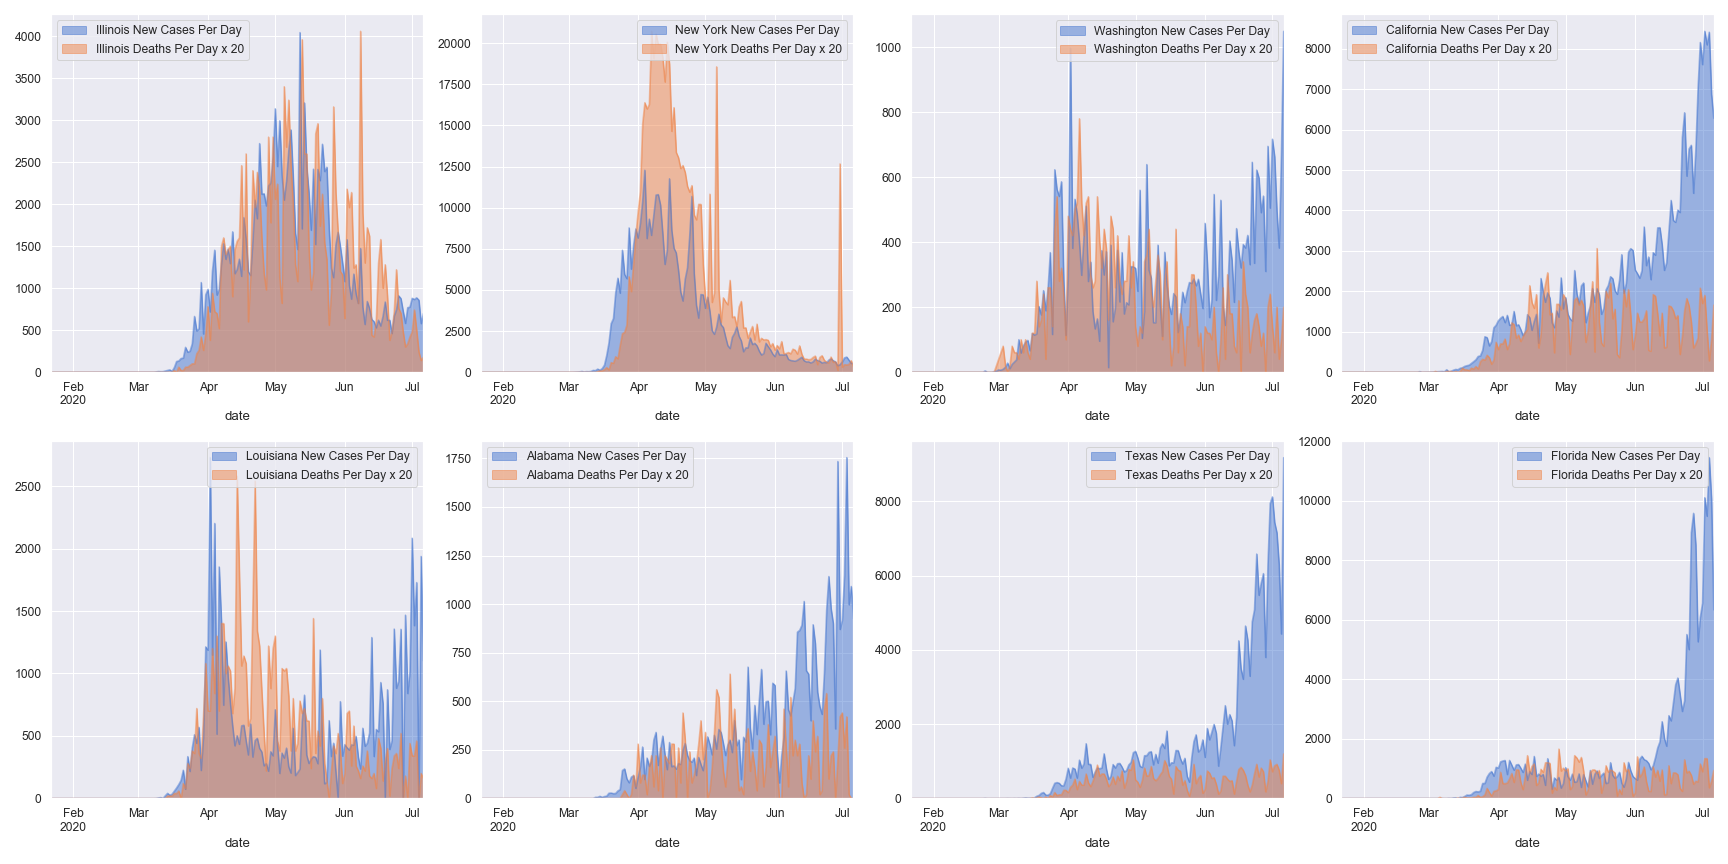 Illinois New Cases Per Day
Illinois Deaths Per Day x 20
4000
3500
3000
2500
2000
1500
1000
500
0
Feb
2020
Mar
Apr
May
Jun
Jul
date
New York New Cases Per Day
New York Deaths Per Day x 20
20000
17500
15000
12500
10000
7500
5000
2500
0
Feb
2020
Mar
Apr
May
Jun
Jul
date
Washington New Cases Per Day
Washington Deaths Per Day x 20
1000
800
600
400
200
0
Feb
2020
Mar
Apr
May
Jun
Jul
date
California New Cases Per Day
California Deaths Per Day x 20
8000
7000
6000
5000
4000
3000
2000
1000
0
Feb
2020
Mar
Apr
May
Jun
Jul
date
Louisiana New Cases Per Day
Louisiana Deaths Per Day x 20
2500
2000
1500
1000
500
0
Feb
2020
Mar
Apr
May
Jun
Jul
date
Alabama New Cases Per Day
Alabama Deaths Per Day x 20
1750
1500
1250
1000
750
500
250
0
Feb
2020
Mar
Apr
May
Jun
Jul
date
Texas New Cases Per Day
Texas Deaths Per Day x 20
8000
6000
4000
2000
0
Feb
2020
Mar
Apr
May
Jun
Jul
date
Florida New Cases Per Day
Florida Deaths Per Day x 20
12000
10000
8000
6000
4000
2000
0
Feb
2020
Mar
Apr
May
Jun
Jul
date